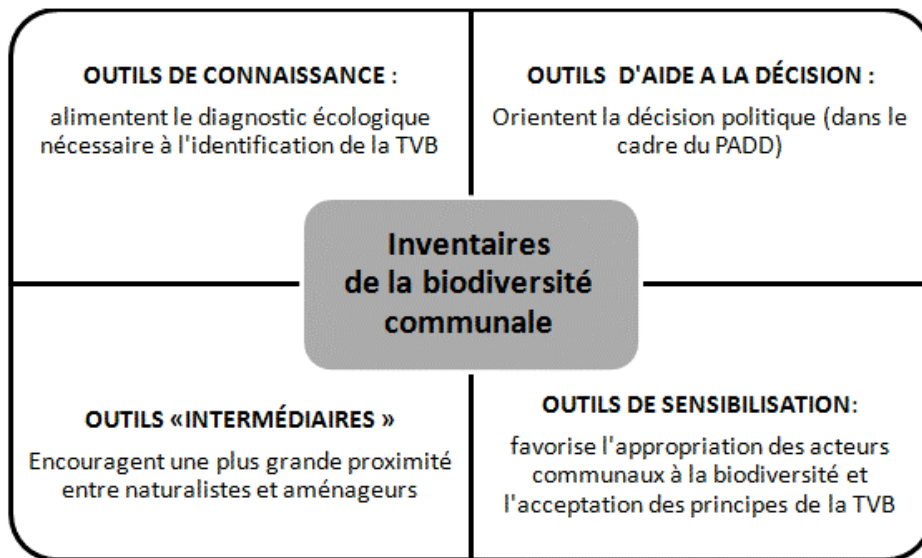 OUTILS DE CONNAISSANCE :
alimentent le diagnostic écologique
nécessaire à l'identification de la TVB
OUTILS D'AIDE A LA DÉCISION :
Orientent la décision politique (dans le
cadre du PADD)
Inventaires
de la biodiversité
communale
OUTILS «INTERMÉDIAIRES »
Encouragent une plus grande proximité
entre naturalistes et aménageurs
OUTILS DE SENSIBILISATION:
favorise l'appropriation des acteurs
communaux à la biodiversité et
l'acceptation des principes de la TVB